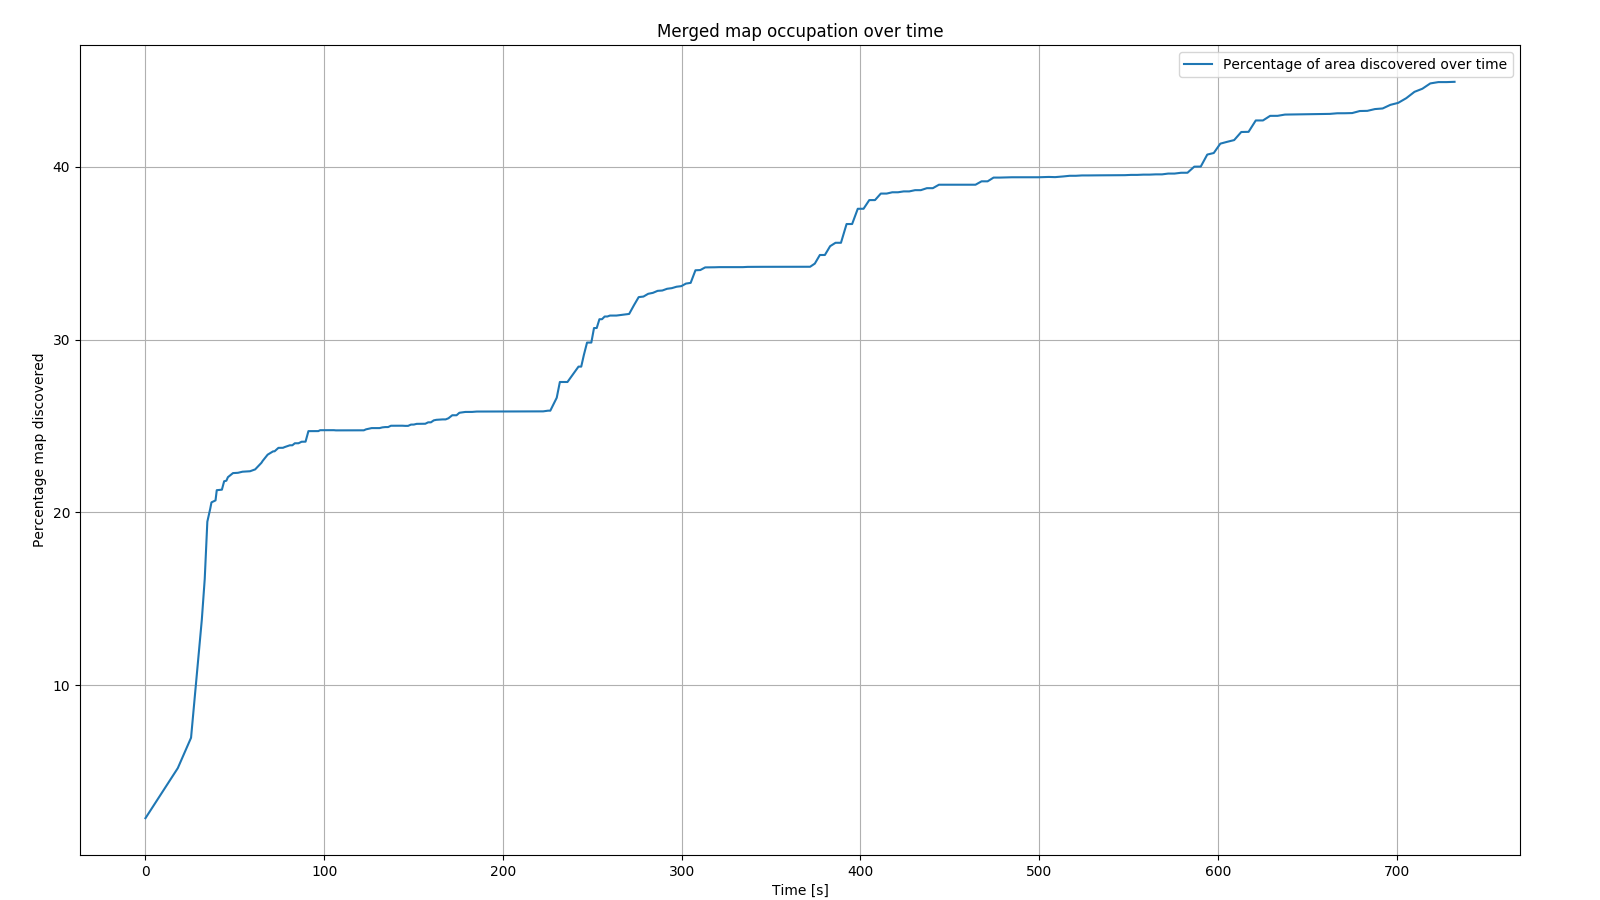 Merged map occupation over time
Percentage of area discovered over time
Percentage map discovered
40
30
20
10
0 100 200 300 400 500 600 700
Time [s]